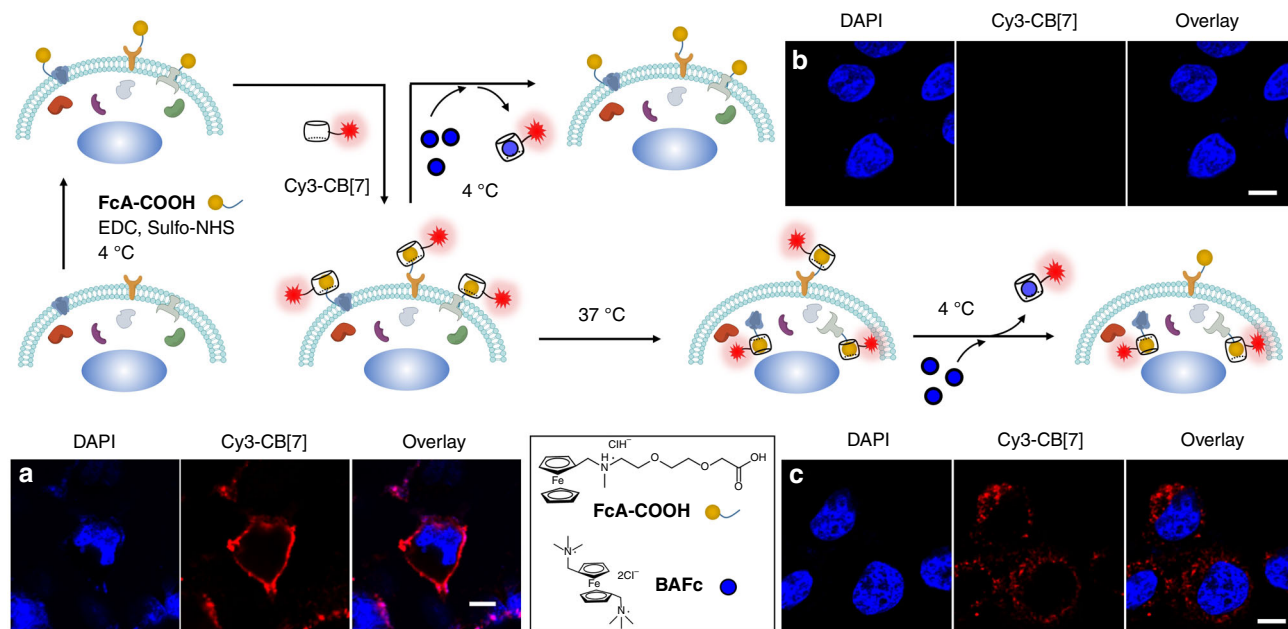 DAPI Cy3-CB[7] Overlay
b
Cy3-CB[7]
4 °C
FcA-COOH
EDC, Sulfo-NHS
4 °C
37 °C
4 °C
DAPI Cy3-CB[7] Overlay
a
ClH⁻
H
N
O
O
OH
O
Fe
FcA-COOH
N
Fe
2Cl⁻
N
BAFc
DAPI Cy3-CB[7] Overlay
c